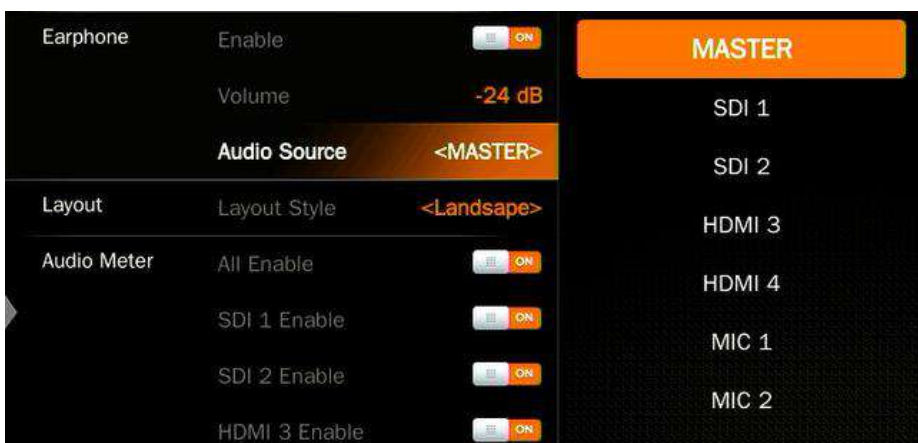 Earphone Enable ON
Volume -24 dB
Audio Source <MASTER>
Layout Layout Style <Landsape>
Audio Meter All Enable ON
SDI 1 Enable ON
SDI 2 Enable ON
HDMI 3 Enable ON
MASTER
SDI 1
SDI 2
HDMI 3
HDMI 4
MIC 1
MIC 2